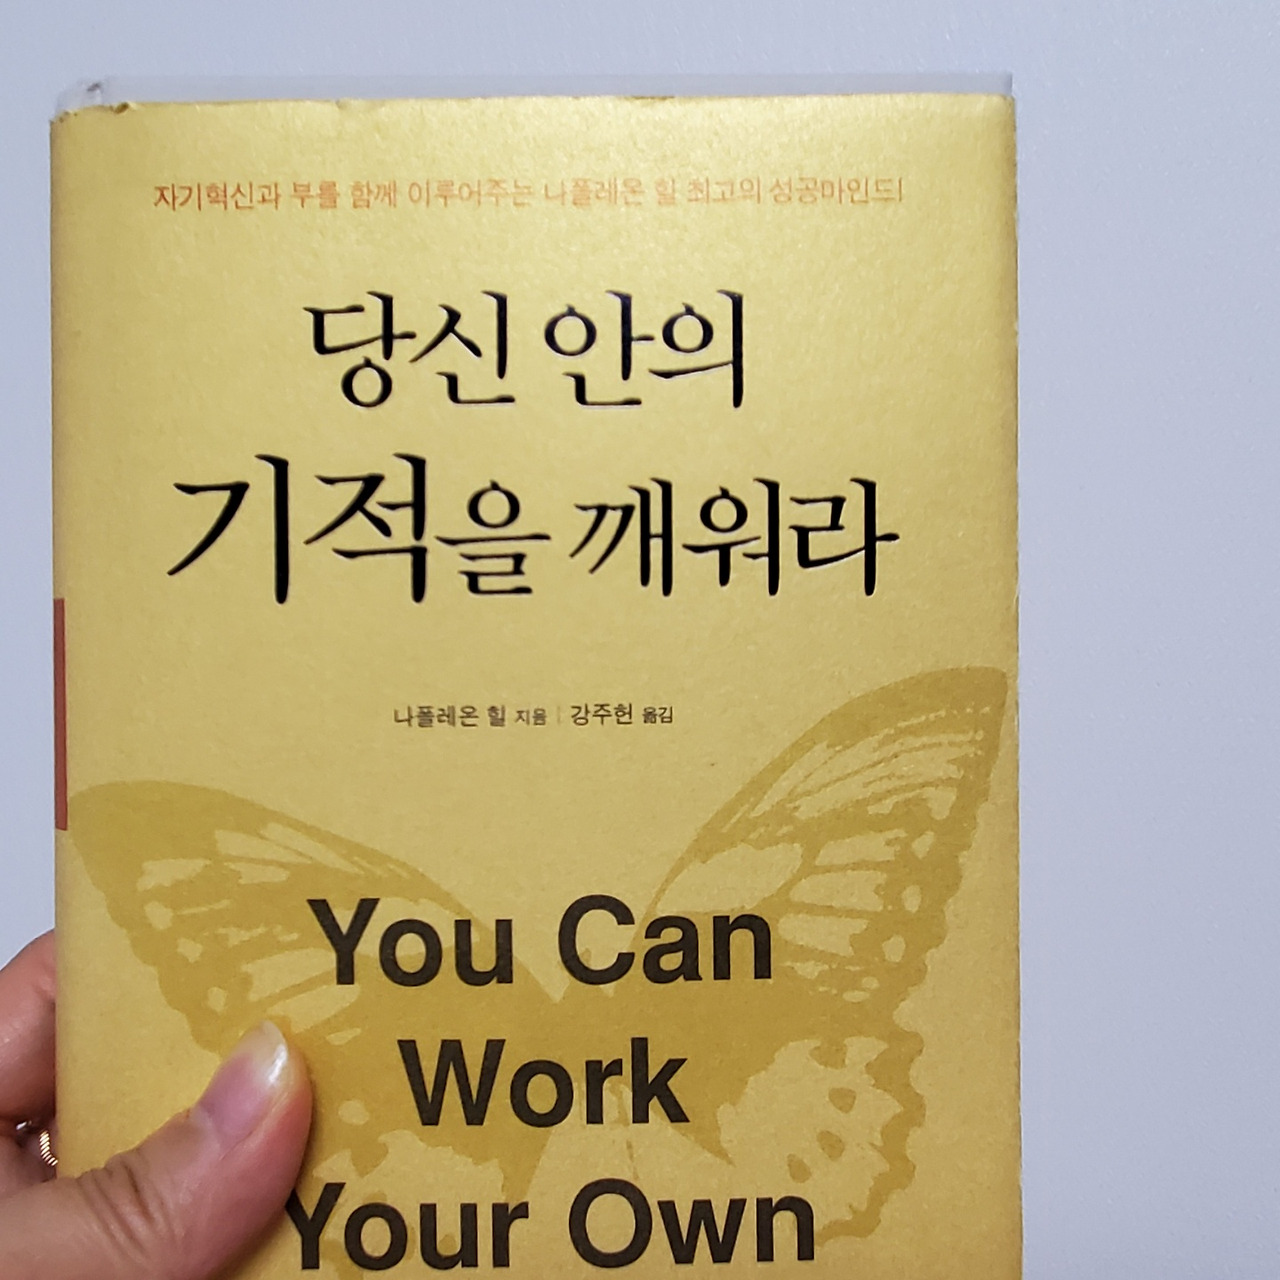 자기혁신과 부를 함께 이루어주는 나폴레온 힐 최고의 성공마인드!
당신 안의
기적을 깨워라
나폴레온 힐 지음 | 강주헌 옮김
You Can
Work
Your Own